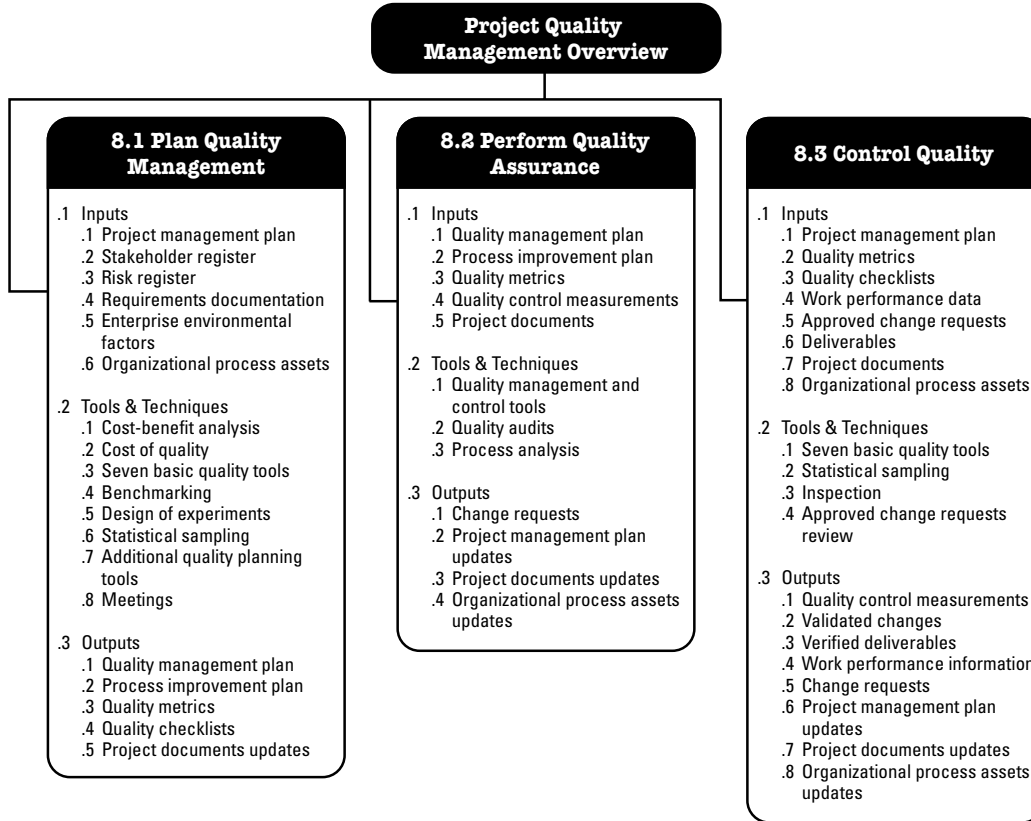 Project Quality
Management Overview
8.1 Plan Quality
Management
.1 Inputs
.1 Project management plan
.2 Stakeholder register
.3 Risk register
.4 Requirements documentation
.5 Enterprise environmental
factors
.6 Organizational process assets
.2 Tools & Techniques
.1 Cost-benefit analysis
.2 Cost of quality
.3 Seven basic quality tools
.4 Benchmarking
.5 Design of experiments
.6 Statistical sampling
.7 Additional quality planning
tools
.8 Meetings
.3 Outputs
.1 Quality management plan
.2 Process improvement plan
.3 Quality metrics
.4 Quality checklists
.5 Project documents updates
8.2 Perform Quality
Assurance
.1 Inputs
.1 Quality management plan
.2 Process improvement plan
.3 Quality metrics
.4 Quality control measurements
.5 Project documents
.2 Tools & Techniques
.1 Quality management and
control tools
.2 Quality audits
.3 Process analysis
.3 Outputs
.1 Change requests
.2 Project management plan
updates
.3 Project documents updates
.4 Organizational process assets
updates
8.3 Control Quality
.1 Inputs
.1 Project management plan
.2 Quality metrics
.3 Quality checklists
.4 Work performance data
.5 Approved change requests
.6 Deliverables
.7 Project documents
.8 Organizational process assets
.2 Tools & Techniques
.1 Seven basic quality tools
.2 Statistical sampling
.3 Inspection
.4 Approved change requests
review
.3 Outputs
.1 Quality control measurements
.2 Validated changes
.3 Verified deliverables
.4 Work performance information
.5 Change requests
.6 Project management plan
updates
.7 Project documents updates
.8 Organizational process assets
updates